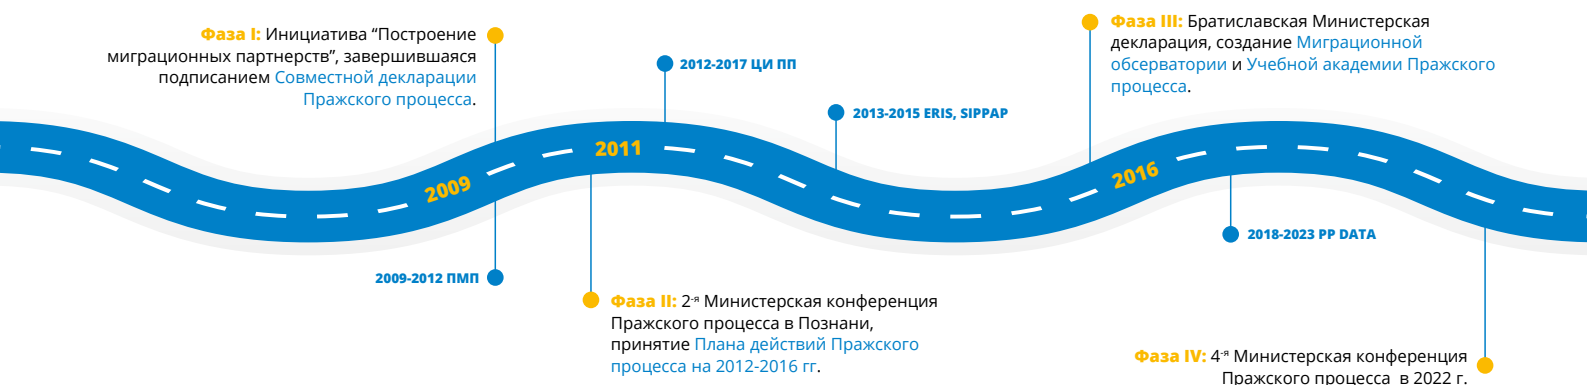 Фаза I: Инициатива “Построение
миграционных партнерств”, завершившаяся
подписанием Совместной декларации
Пражского процесса.
2009
2009-2012 ПМП
2011
2012-2017 ЦИ ПП
Фаза II: 2-я Министерская конференция
Пражского процесса в Познани,
принятие Плана действий Пражского
процесса на 2012-2016 гг.
2013-2015 ERIS, SIPPAP
Фаза III: Братиславская Министерская
декларация, создание Миграционной
обсерватории и Учебной академии Пражского
процесса.
2016
2018-2023 PP DATA
Фаза IV: 4-я Министерская конференция
Пражского процесса в 2022 г.